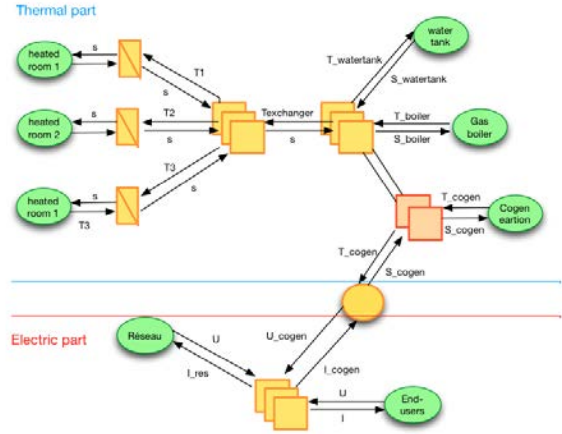 Thermal part
heated
room 1
s
T1
s
water
tank
T_watertank
S_watertank
heated
room 2
s
T2
s
Texchanger
s
T_boiler
S_boiler
Gas
boiler
heated
room 1
s
T3
T3
s
T_cogen
S_cogen
Cogen
eartion
T_cogen
S_cogen
Electric part
Réseau
U
I_res
U_cogen
I_cogen
U
I
End-
users